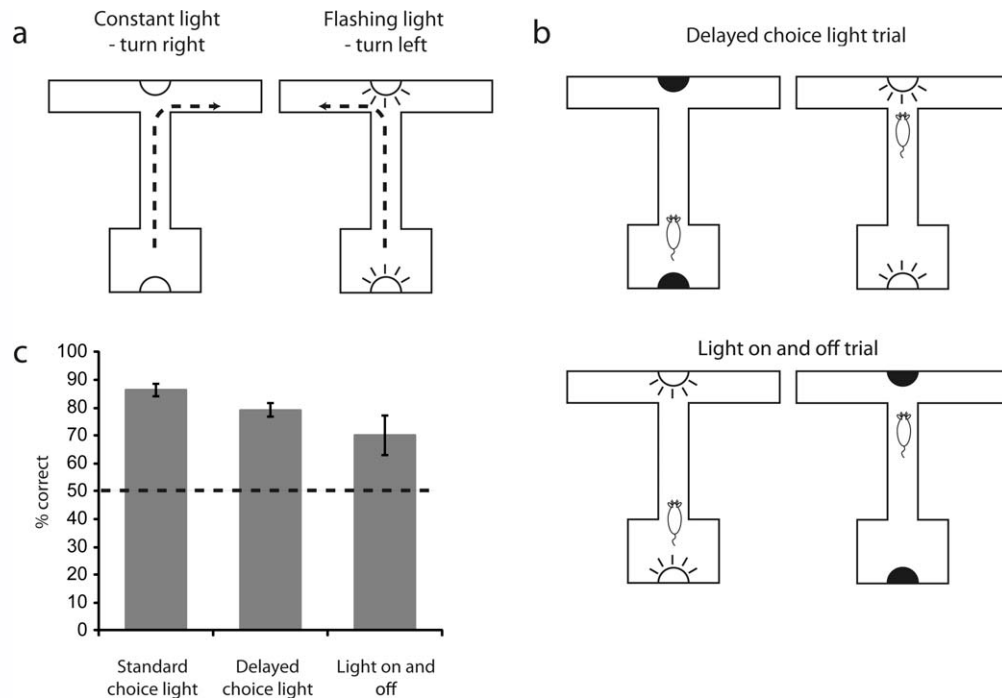 a
Constant light
- turn right
Flashing light
- turn left
b
Delayed choice light trial
Light on and off trial
c
% correct
100
90
80
70
60
50
40
30
20
10
0
Standard
choice light
Delayed
choice light
Light on and
off